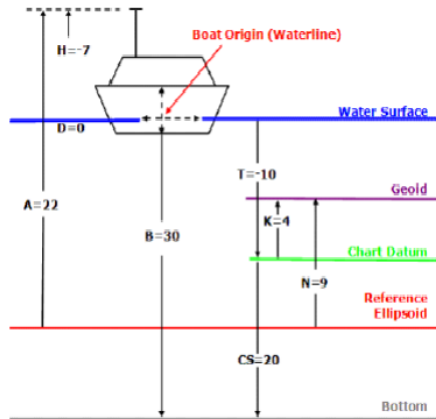 Boat Origin (Waterline)
H=-7
Water Surface
D=0
T=-10
Geoid
A=22
K=4
B=30
Chart Datum
N=9
Reference
Ellipsoid
CS=20
Bottom